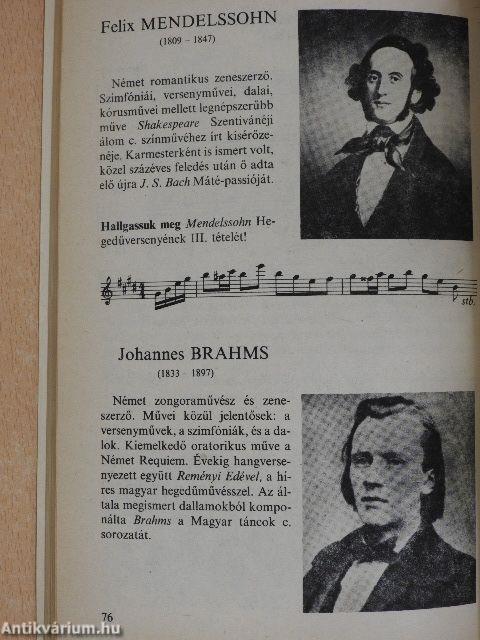 Felix MENDELSSOHN
(1809 – 1847)
Német romantikus zeneszerző.
Szimfóniái, versenyművei, dalai,
kórusművei mellett legnépszerűbb
műve Shakespeare Szentivánéji
álom c. színművéhez írt kísérőze-
néje. Karmesterként is ismert volt,
közel százéves feledés után ő adta
elő újra J. S. Bach Máté-passióját.
Hallgassuk meg Mendelssohn He-
gedűversenyének III. tételét!
stb.
Johannes BRAHMS
(1833 – 1897)
Német zongoraművész és zene-
szerző. Művei közül jelentősek: a
versenyművek, a szimfóniák, és a da-
lok. Kiemelkedő oratorikus műve a
Német Requiem. Évekig hangverse-
nyezett együtt Reményi Edével, a hí-
res magyar hegedűművésszel. Az ál-
tala megismert dallamokból kompo-
nálta Brahms a Magyar táncok c.
sorozatát.
76
Antikvárium.hu